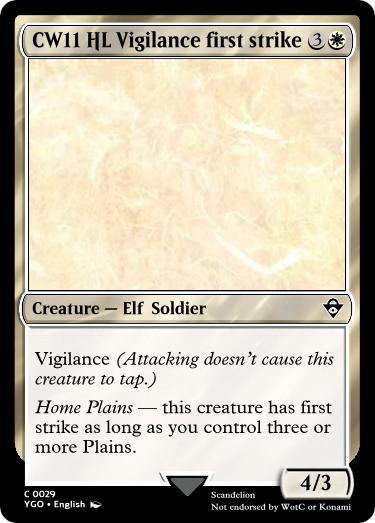 CW11 HL Vigilance first strike 3
Creature — Elf Soldier
Vigilance (Attacking doesn't cause this
creature to tap.)
Home Plains — this creature has first
strike as long as you control three or
more Plains.
4/3
C 0029
YGO • English
Scandelion
Not endorsed by WotC or Konami